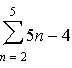 5
∑ 5n − 4
n = 2